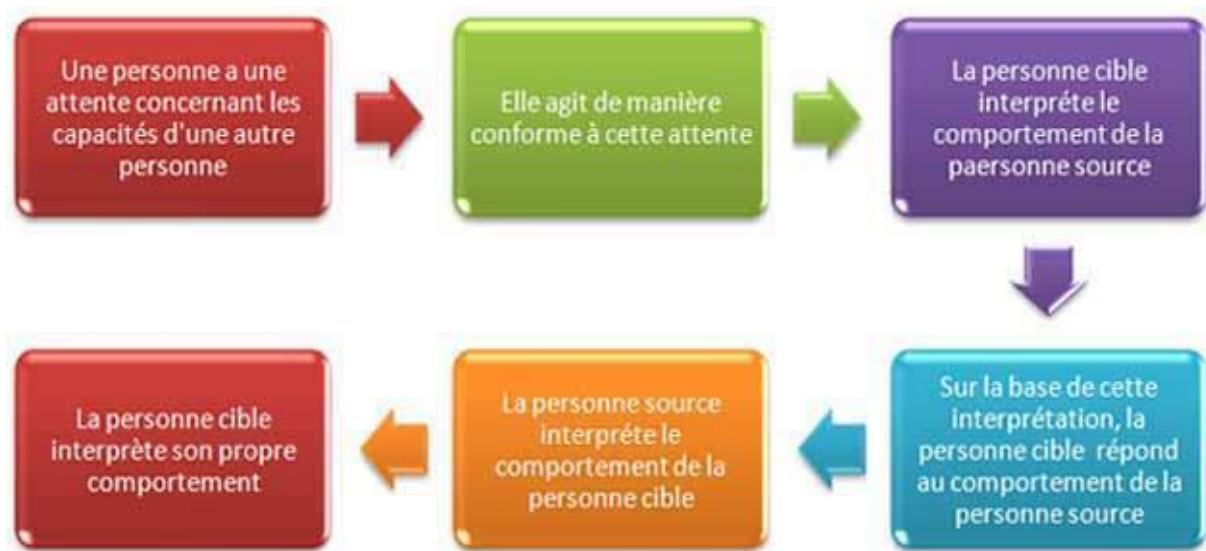 Une personne a une
attente concernant les
capacités d'une autre
personne
Elle agit de manière
conforme à cette attente
La personne cible
interpréte le
comportement de la
paersonne source
Sur la base de cette
interprétation, la
personne cible répond
au comportement de la
personne source
La personne source
interpréte le
comportement de la
personne cible
La personne cible
interprète son propre
comportement